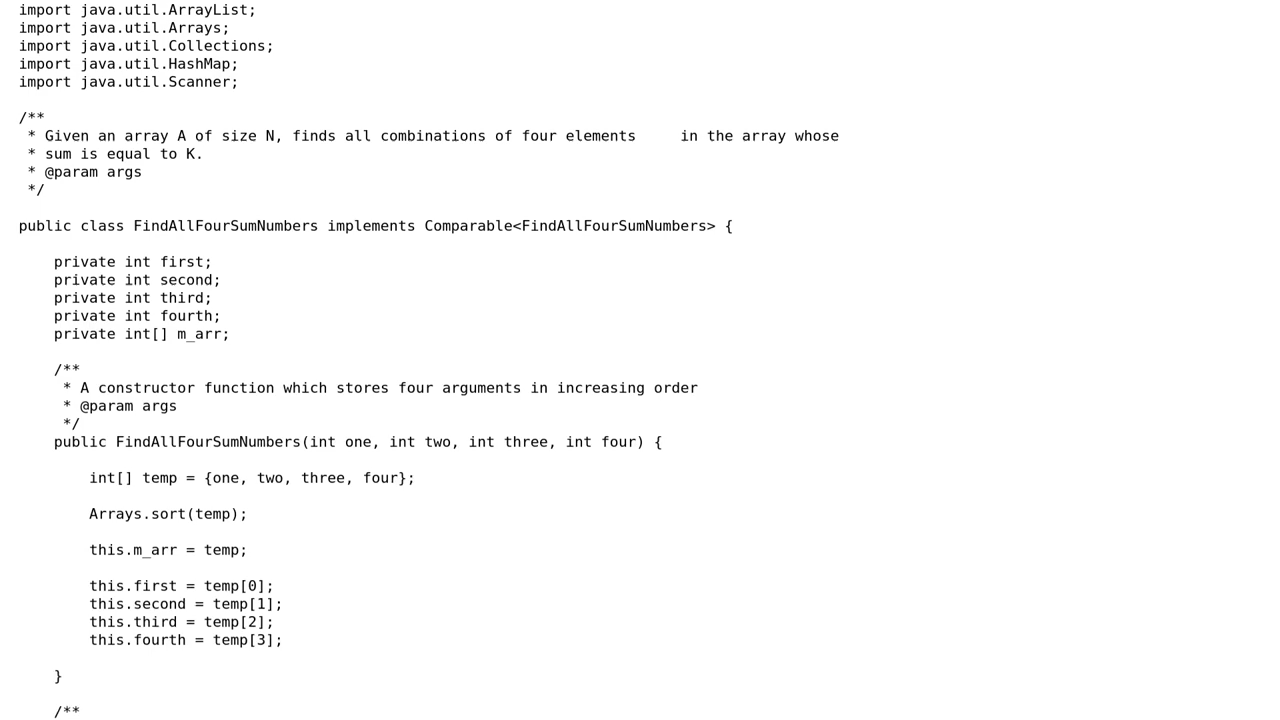 import java.util.ArrayList;
import java.util.Arrays;
import java.util.Collections;
import java.util.HashMap;
import java.util.Scanner;

/**
 * Given an array A of size N, finds all combinations of four elements     in the array whose
 * sum is equal to K.
 * @param args
 */

public class FindAllFourSumNumbers implements Comparable<FindAllFourSumNumbers> {

    private int first;
    private int second;
    private int third;
    private int fourth;
    private int[] m_arr;

    /**
     * A constructor function which stores four arguments in increasing order
     * @param args
     */
    public FindAllFourSumNumbers(int one, int two, int three, int four) {

        int[] temp = {one, two, three, four};

        Arrays.sort(temp);

        this.m_arr = temp;

        this.first = temp[0];
        this.second = temp[1];
        this.third = temp[2];
        this.fourth = temp[3];

    }

    /**